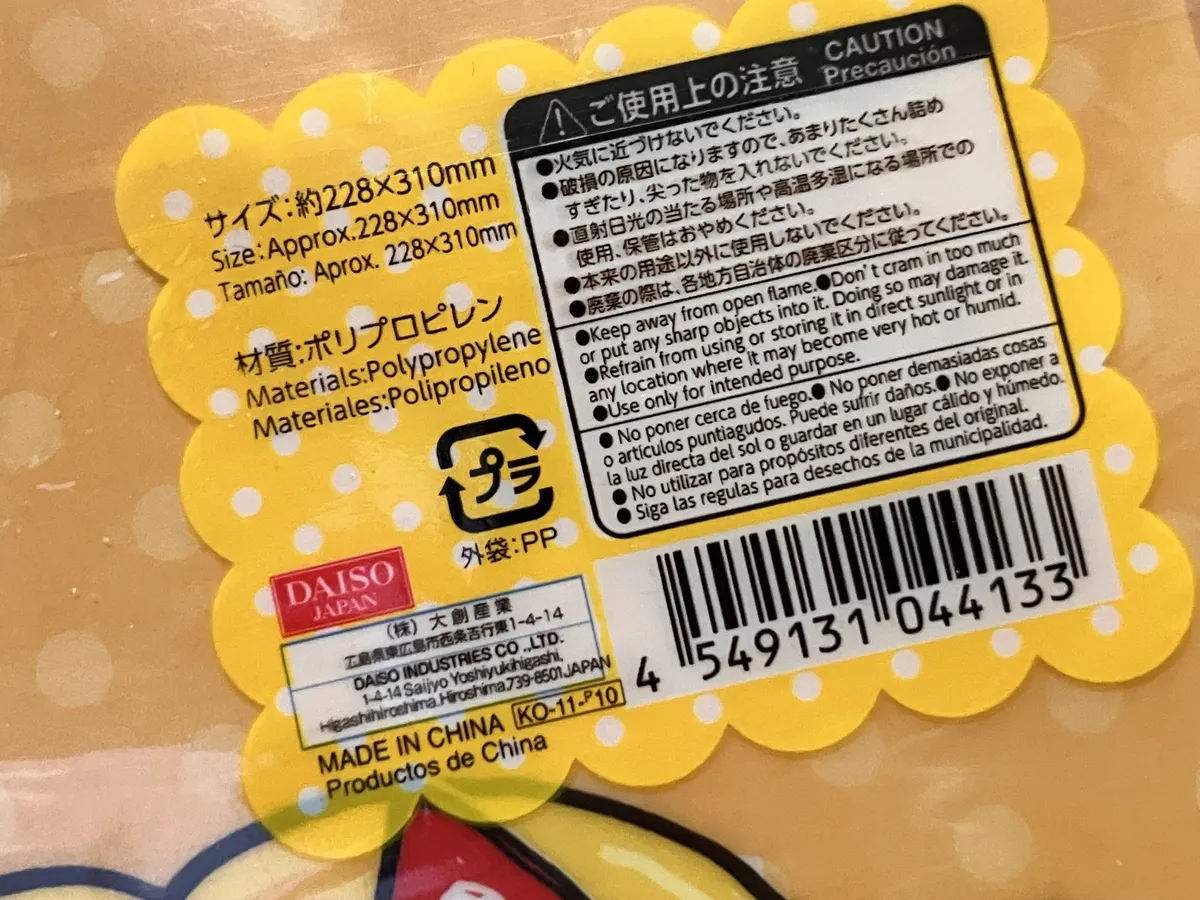 サイズ:約228×310mm
Size:Approx.228×310mm
Tamaño: Aprox. 228×310mm
材質:ポリプロピレン
Materials:Polypropylene
Materiales:Polipropileno
プラ
外袋:PP
ご使用上の注意 CAUTION
Precaución
●火気に近づけないでください。
●破損の原因になりますので、あまりたくさん詰め
すぎたり、尖った物を入れないでください。
●直射日光の当たる場所や高温多湿になる場所での
使用、保管はおやめください。
●本来の用途以外に使用しないでください。
●廃棄の際は、各地方自治体の廃棄区分に従ってください。
●Keep away from open flame.●Don't cram in too much
or put any sharp objects into it. Doing so may damage it.
●Refrain from using or storing it in direct sunlight or in
any location where it may become very hot or humid.
●Use only for intended purpose.
● No poner cerca de fuego.● No poner demasiadas cosas
o artículos puntiagudos. Puede sufrir daños.● No exponer a
la luz directa del sol o guardar en un lugar cálido y húmedo.
● No utilizar para propósitos diferentes del original.
● Siga las regulas para desechos de la municipalidad.
DAISO
JAPAN
(株)大創産業
広島県東広島市西条吉行東1-4-14
DAISO INDUSTRIES CO.,LTD.
1-4-14 Saijyo Yoshiyukihigashi,
Higashihiroshima,Hiroshima,739-8501,JAPAN
MADE IN CHINA KO-11-P10
Productos de China
4 549131 044133